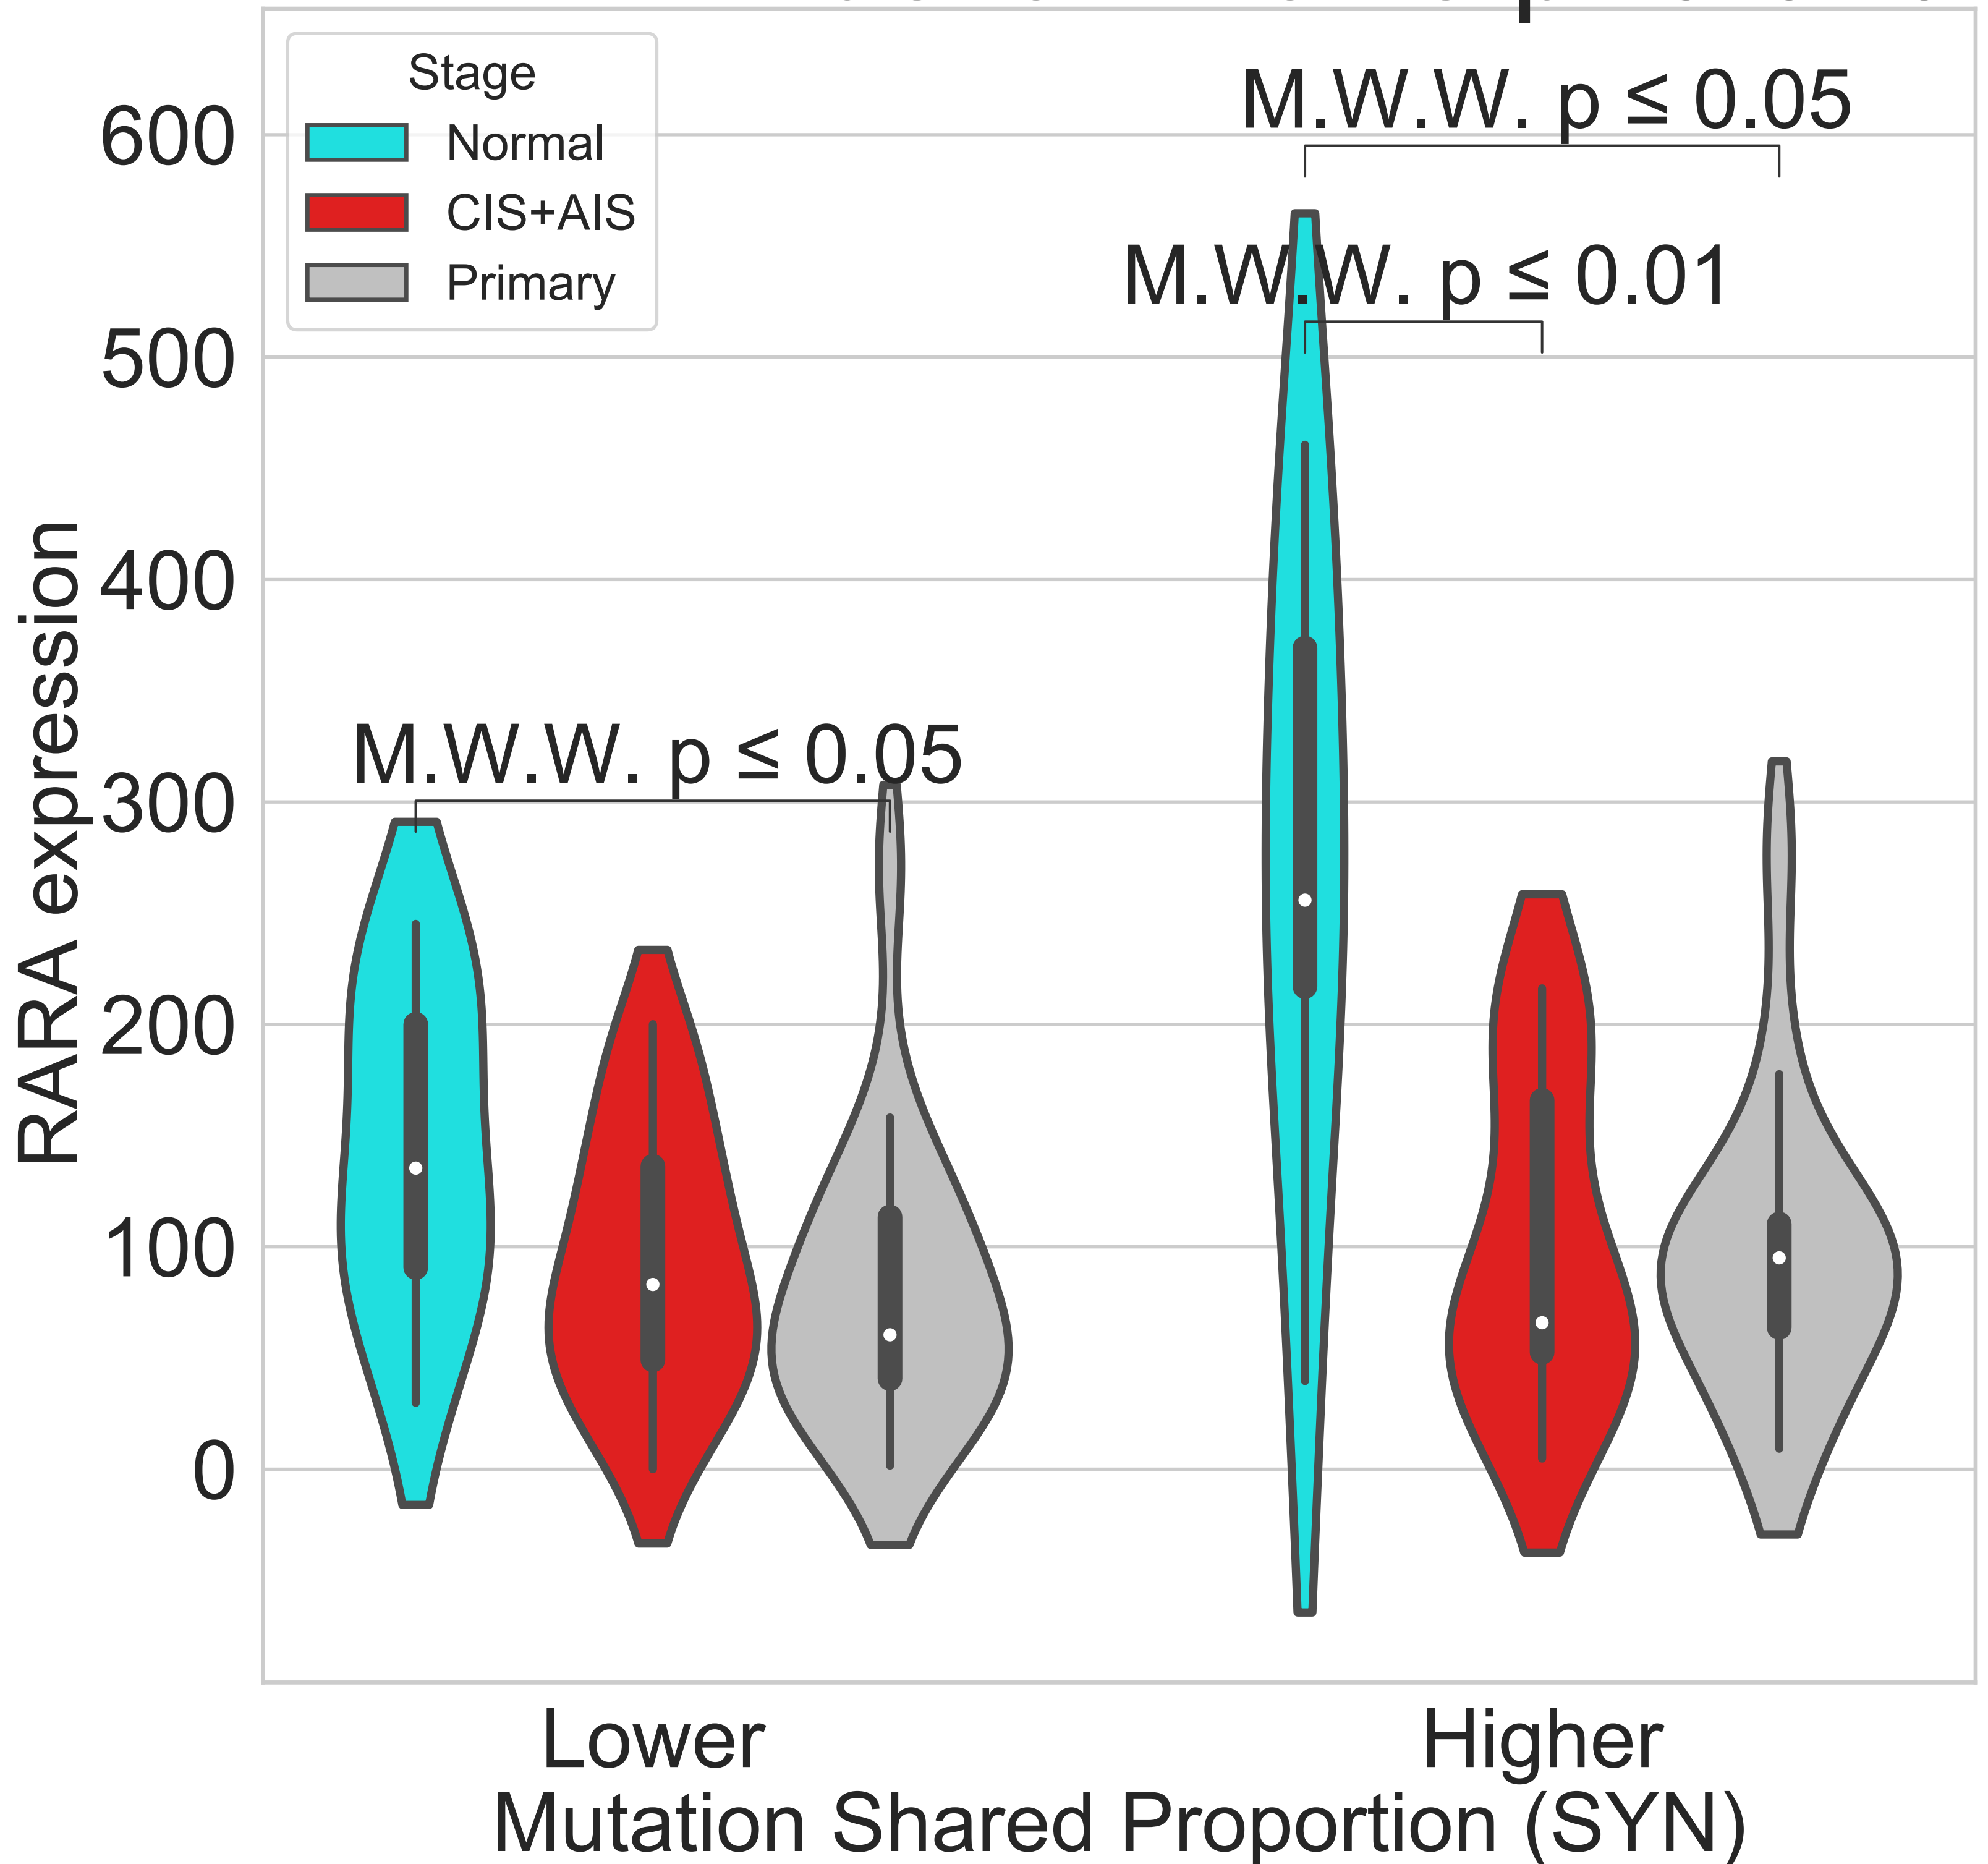 Stage
Normal
CIS+AIS
Primary
M.W.W. p ≤ 0.05
M.W.W. p ≤ 0.01
M.W.W. p ≤ 0.05
600
500
400
300
200
100
0
RARA expression
Lower
Higher
Mutation Shared Proportion (SYN)